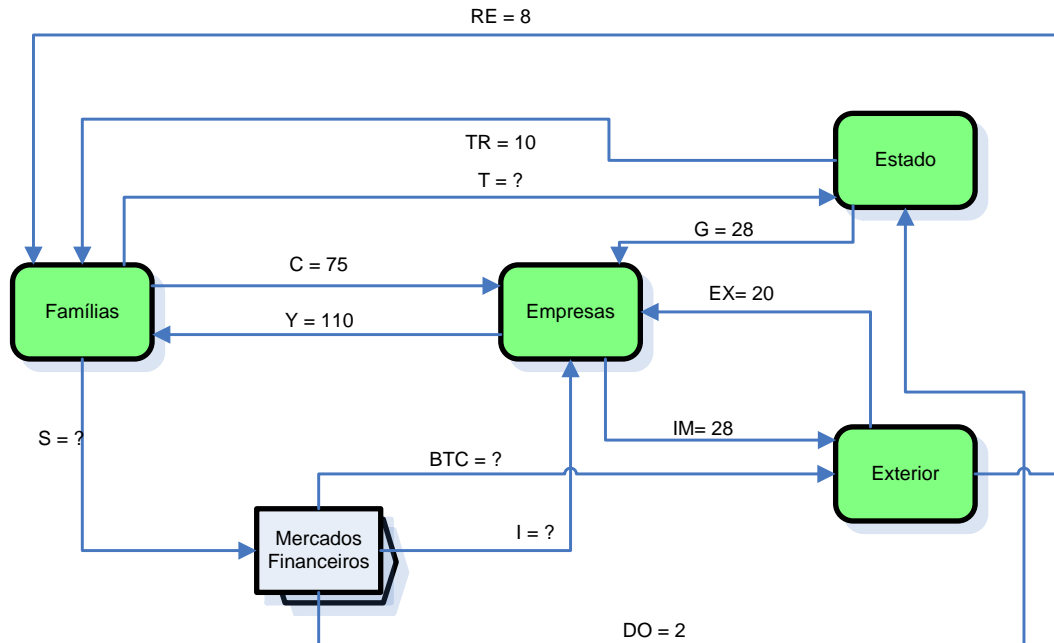 RE = 8
TR = 10
Estado
T = ?
G = 28
C = 75
EX= 20
Famílias
Empresas
Y = 110
S = ?
IM= 28
BTC = ?
Exterior
I = ?
Mercados
Financeiros
DO = 2